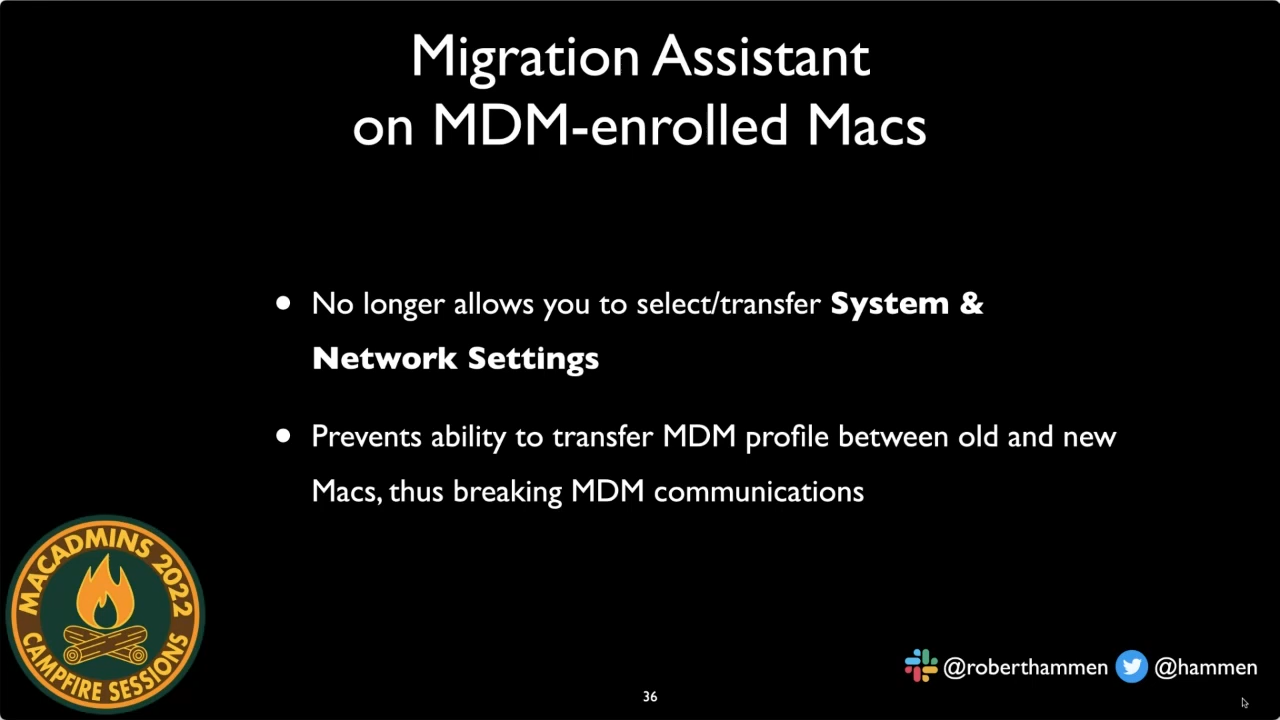 Migration Assistant
on MDM-enrolled Macs
• No longer allows you to select/transfer System &
Network Settings
• Prevents ability to transfer MDM profile between old and new
Macs, thus breaking MDM communications
MACADMINS 2022
CAMPFIRE SESSIONS
@roberthammen @hammen
36